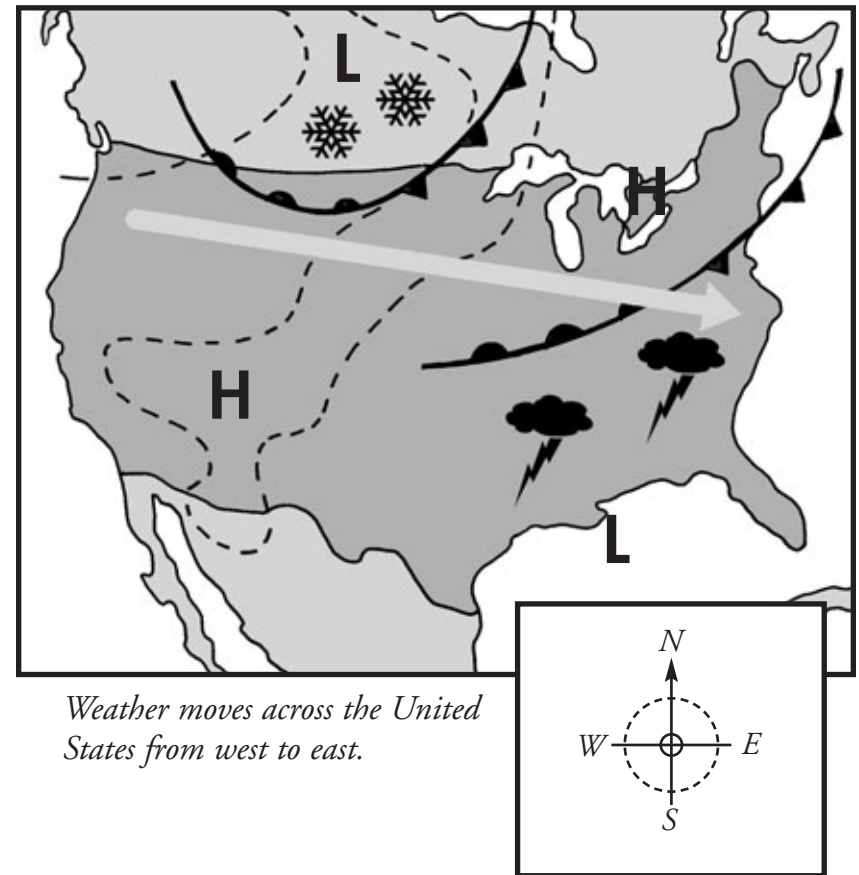 L
H
H
L
Weather moves across the United
States from west to east.
N
W E
S